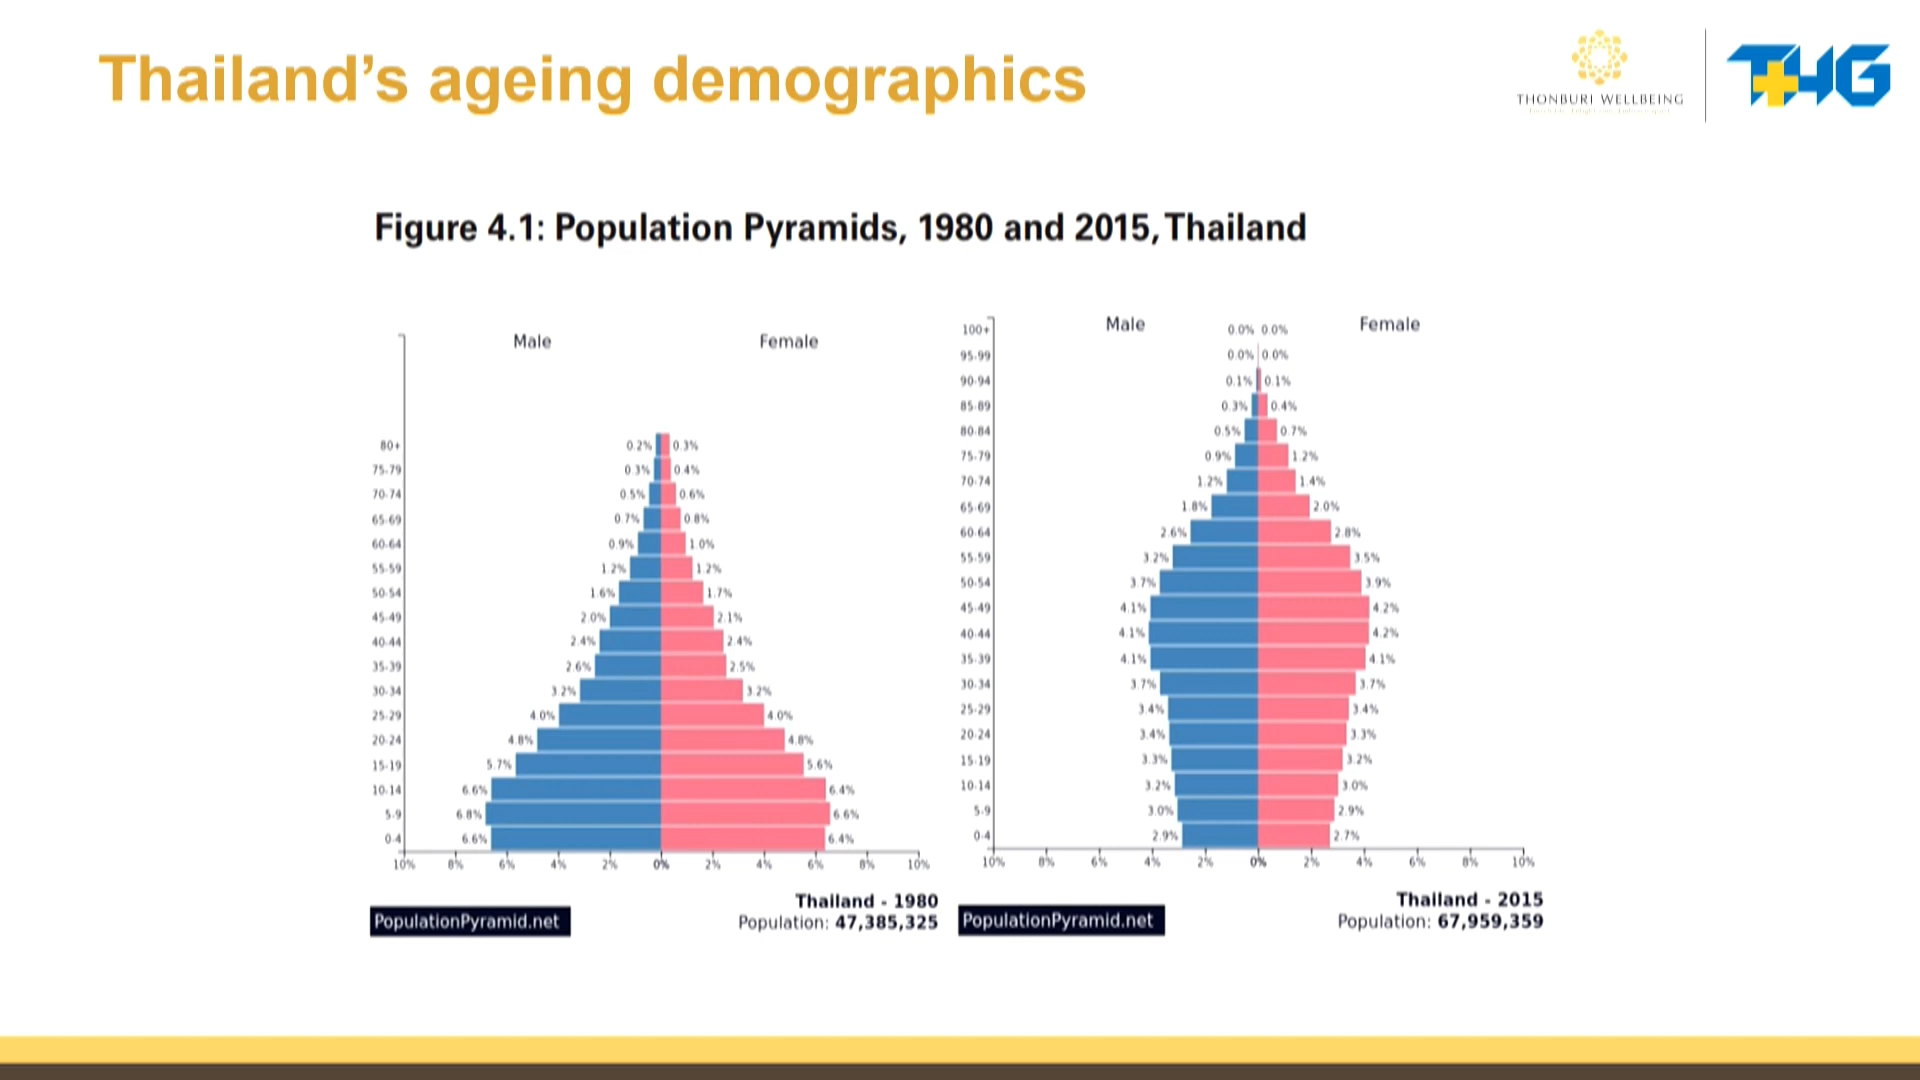 Thailand's ageing demographics
THONBURI WELLBEING
THG
Figure 4.1: Population Pyramids, 1980 and 2015, Thailand
Male Female
80+ 0.2% 0.3%
75-79 0.3% 0.4%
70-74 0.5% 0.6%
65-69 0.7% 0.8%
60-64 0.9% 1.0%
55-59 1.2% 1.2%
50-54 1.6% 1.7%
45-49 2.0% 2.1%
40-44 2.4% 2.4%
35-39 2.6% 2.5%
30-34 3.2% 3.2%
25-29 4.0% 4.0%
20-24 4.8% 4.8%
15-19 5.7% 5.6%
10-14 6.6% 6.4%
5-9 6.8% 6.6%
0-4 6.6% 6.4%
10% 8% 6% 4% 2% 0% 2% 4% 6% 8% 10%
Thailand - 1980
PopulationPyramid.net Population: 47,385,325
Male Female
100+ 0.0% 0.0%
95-99 0.0% 0.0%
90-94 0.1% 0.1%
85-89 0.3% 0.4%
80-84 0.5% 0.7%
75-79 0.9% 1.2%
70-74 1.2% 1.4%
65-69 1.8% 2.0%
60-64 2.6% 2.8%
55-59 3.2% 3.5%
50-54 3.7% 3.9%
45-49 4.1% 4.2%
40-44 4.1% 4.2%
35-39 4.1% 4.1%
30-34 3.7% 3.7%
25-29 3.4% 3.4%
20-24 3.4% 3.3%
15-19 3.3% 3.2%
10-14 3.2% 3.0%
5-9 3.0% 2.9%
0-4 2.9% 2.7%
10% 8% 6% 4% 2% 0% 2% 4% 6% 8% 10%
Thailand - 2015
PopulationPyramid.net Population: 67,959,359